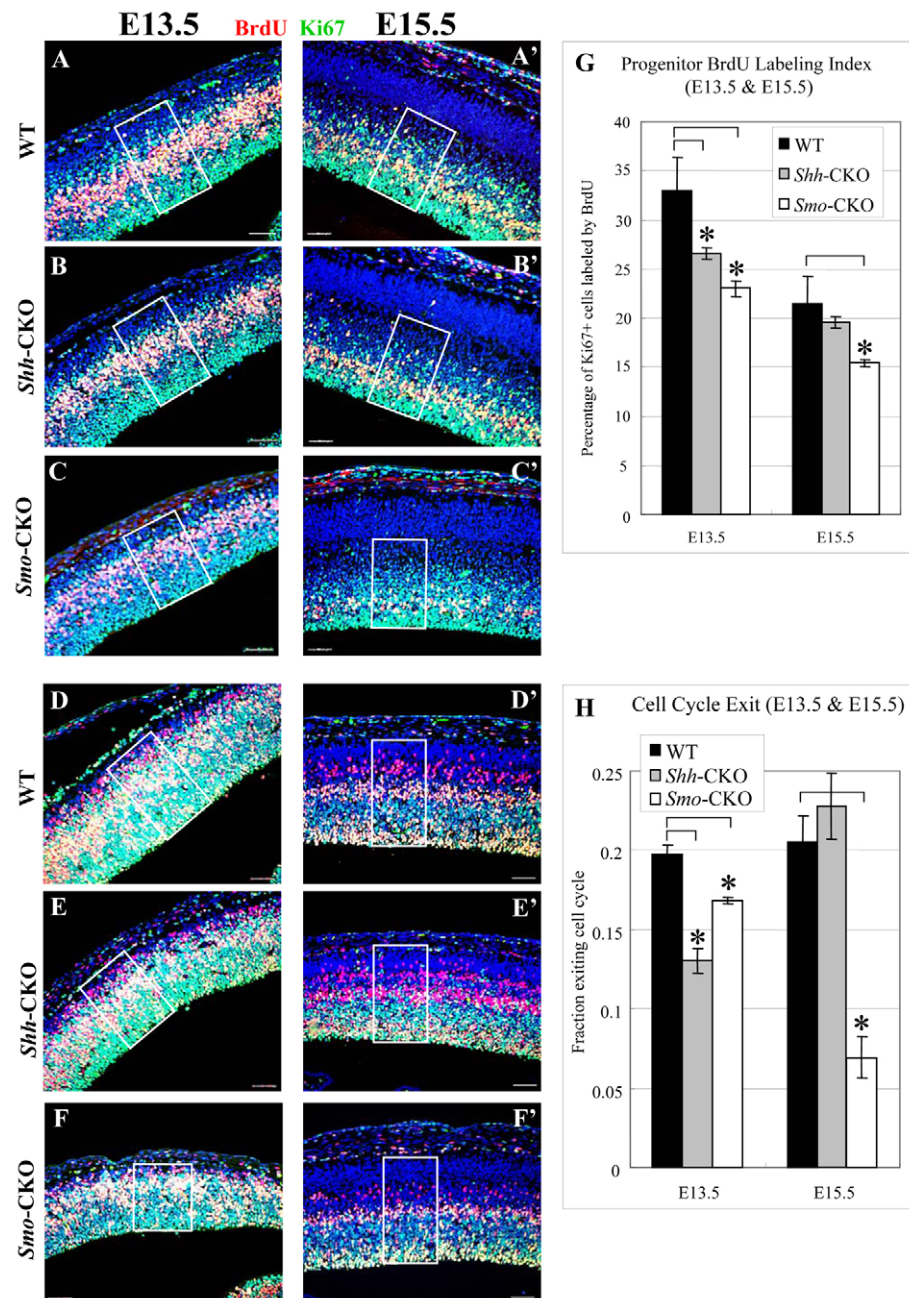 E13.5 BrdU Ki67 E15.5
WT
A
A’
Shh-CKO
B
B’
Smo-CKO
C
C’
WT
D
D’
Shh-CKO
E
E’
Smo-CKO
F
F’
G Progenitor BrdU Labeling Index
(E13.5 & E15.5)
Percentage of Ki67+ cells labeled by BrdU
40
35
30
25
20
15
10
5
0
WT
Shh-CKO
Smo-CKO
*
*
*
E13.5 E15.5
H Cell Cycle Exit (E13.5 & E15.5)
WT
Shh-CKO
Smo-CKO
Fraction exiting cell cycle
0.25
0.2
0.15
0.1
0.05
0
*
*
*
E13.5 E15.5